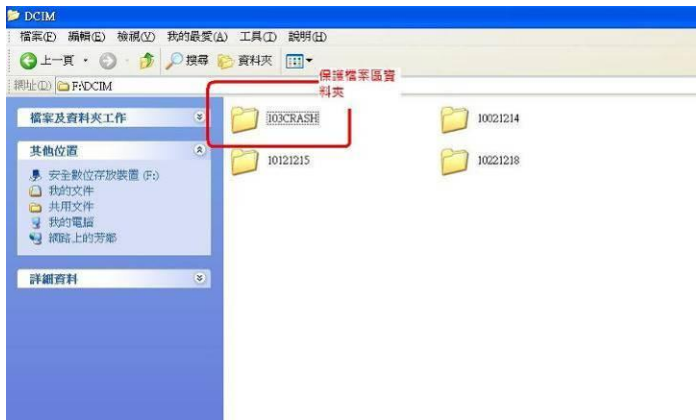 DCIM
檔案(F) 編輯(E) 檢視(V) 我的最愛(A) 工具(T) 說明(H)
上一頁 搜尋 資料夾
網址(D) F:\DCIM
保護檔案區資
料夾
檔案及資料夾工作
103CRASH
10021214
其他位置
10121215
10221218
安全數位存放裝置 (F:)
我的文件
共用文件
我的電腦
網路上的芳鄰
詳細資料